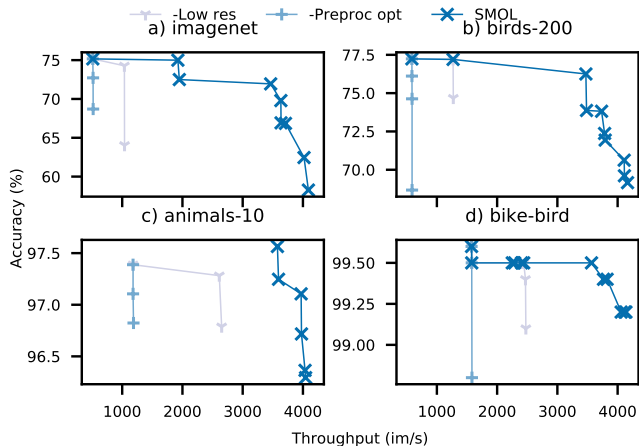 -Low res -Preproc opt SMOL
a) imagenet b) birds-200
75 77.5
70 75.0
65 72.5
60 70.0
c) animals-10 d) bike-bird
97.5 99.50
97.0 99.25
96.5 99.00
1000 2000 3000 4000 1000 2000 3000 4000
Accuracy (%)
Throughput (im/s)